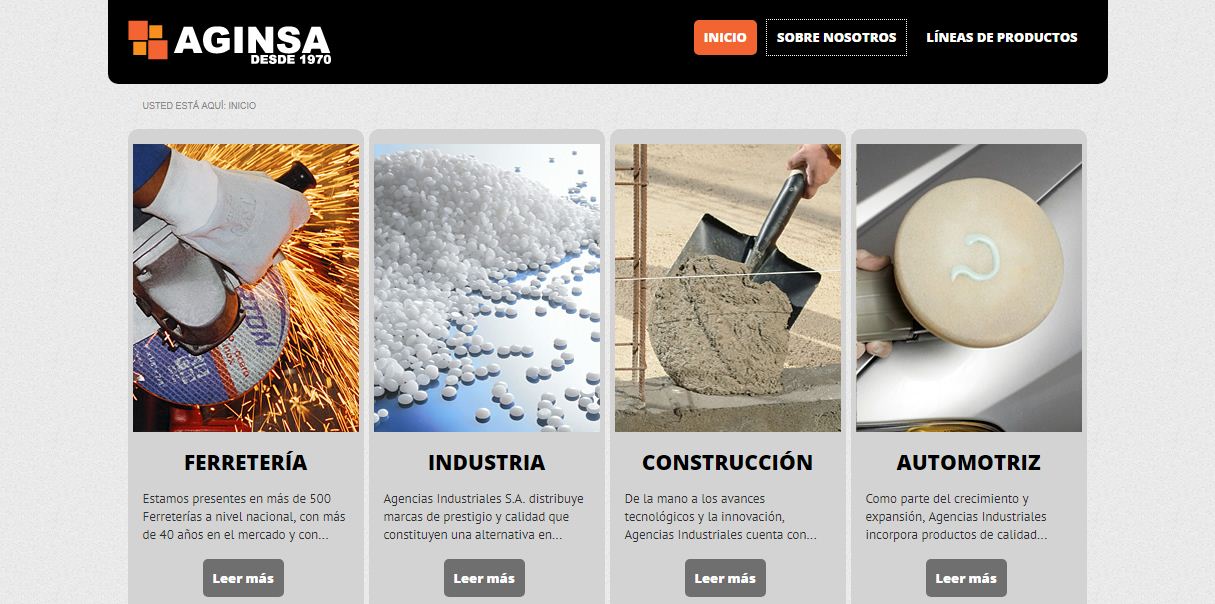 AGINSA
DESDE 1970
INICIO
SOBRE NOSOTROS
LÍNEAS DE PRODUCTOS
USTED ESTÁ AQUÍ: INICIO
FERRETERÍA
Estamos presentes en más de 500
Ferreterías a nivel nacional, con más
de 40 años en el mercado y con...
Leer más
INDUSTRIA
Agencias Industriales S.A. distribuye
marcas de prestigio y calidad que
constituyen una alternativa en...
Leer más
CONSTRUCCIÓN
De la mano a los avances
tecnológicos y la innovación,
Agencias Industriales cuenta con...
Leer más
AUTOMOTRIZ
Como parte del crecimiento y
expansión, Agencias Industriales
incorpora productos de calidad...
Leer más